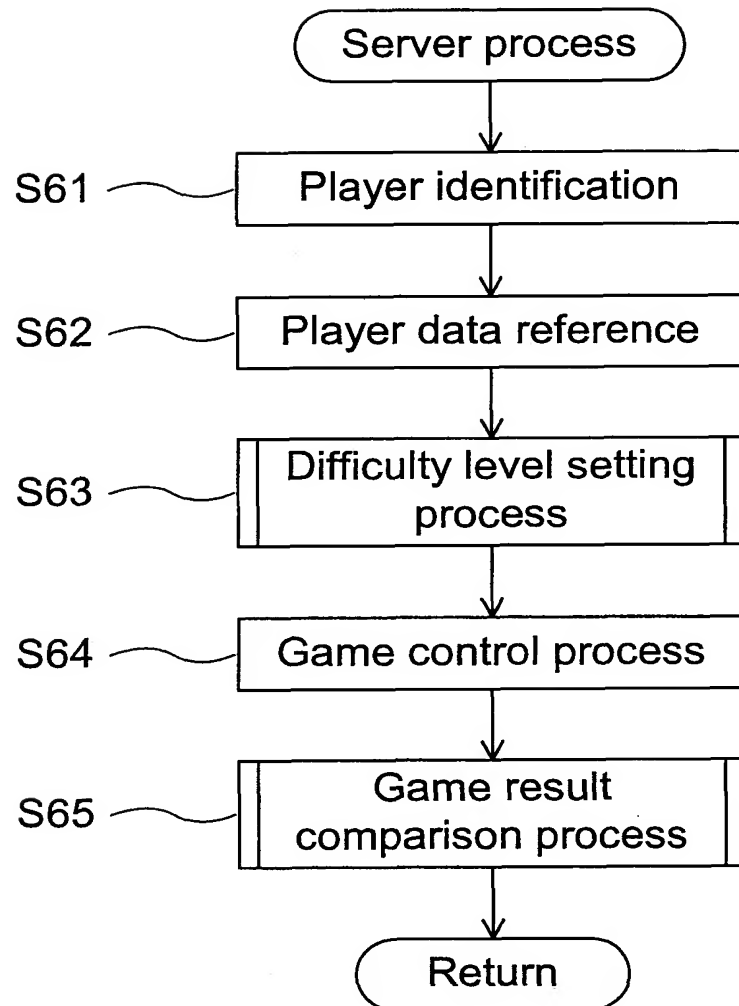 Server process
S61
Player identification
S62
Player data reference
S63
Difficulty level setting
process
S64
Game control process
S65
Game result
comparison process
Return